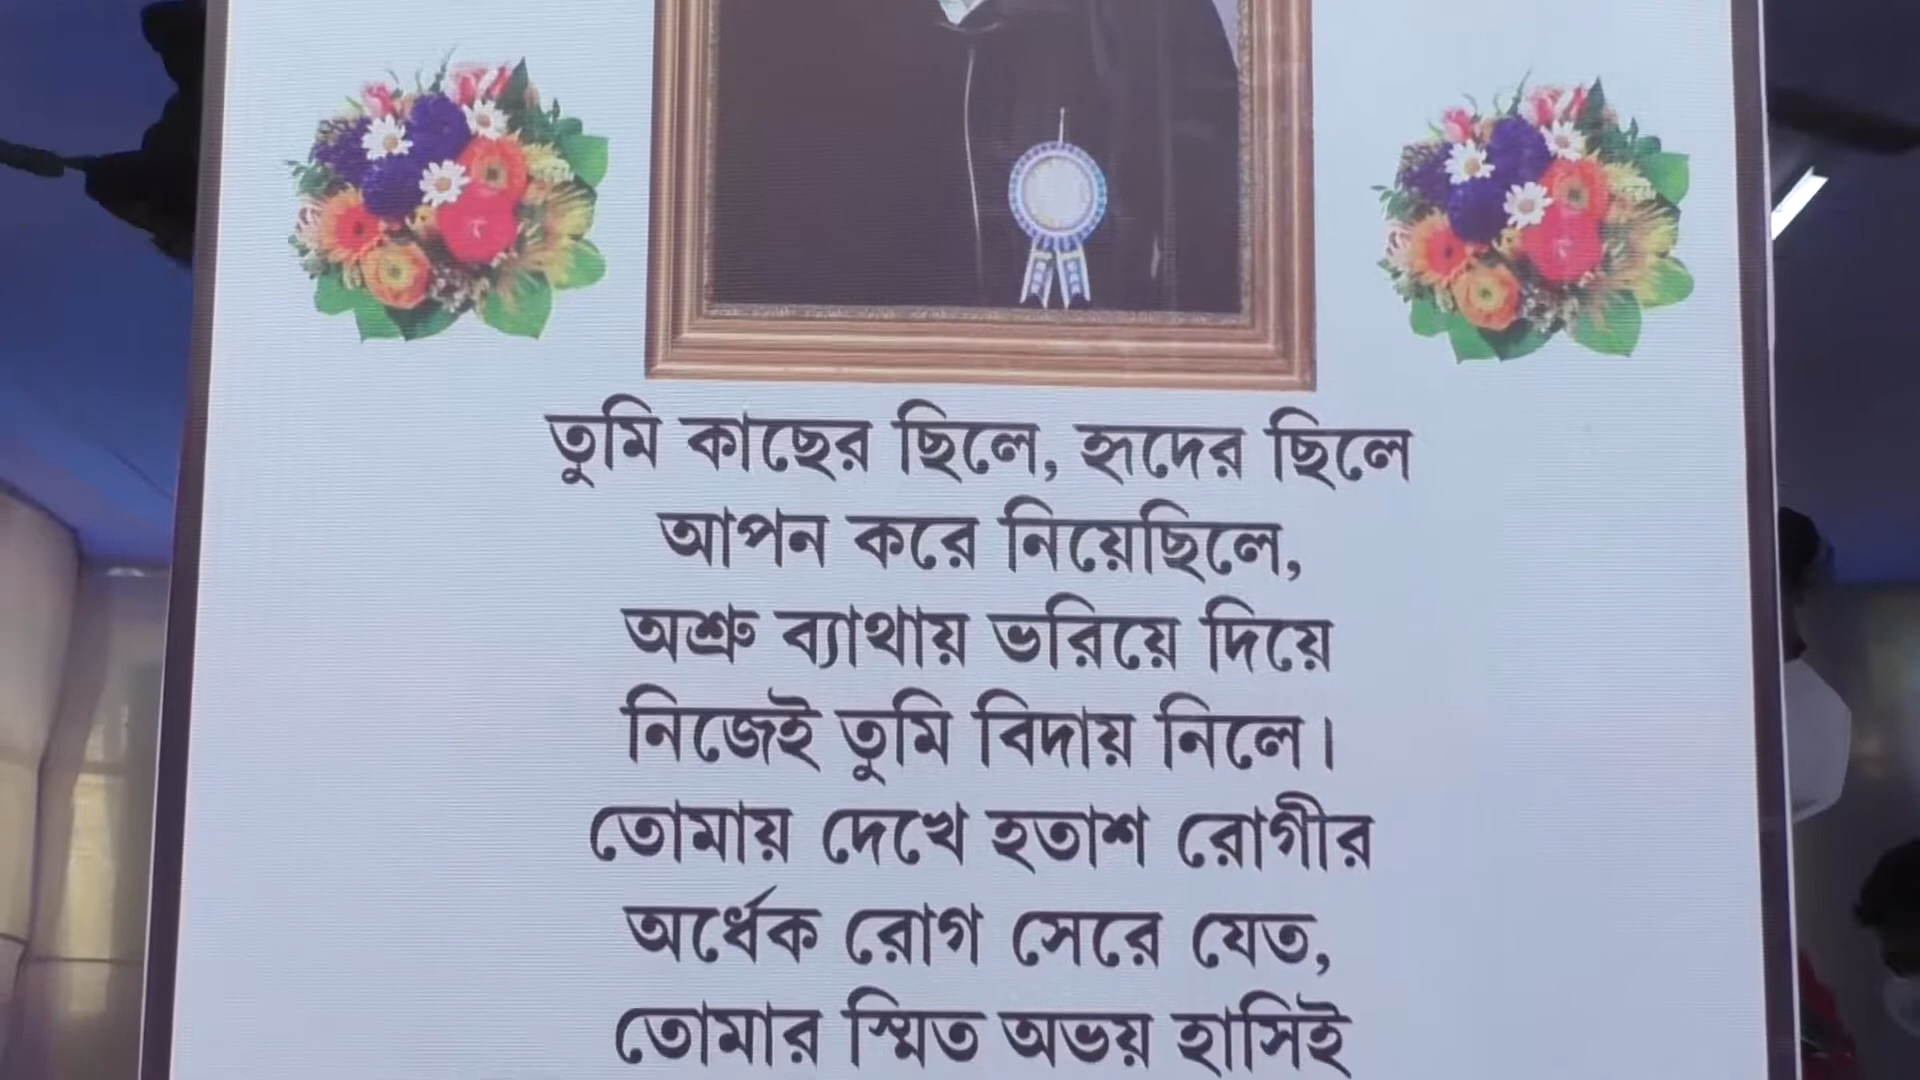 তুমি কাছের ছিলে, হৃদের ছিলে
আপন করে নিয়েছিলে,
অশ্রু ব্যাথায় ভরিয়ে দিয়ে
নিজেই তুমি বিদায় নিলে।
তোমায় দেখে হতাশ রোগীর
অর্ধেক রোগ সেরে যেত,
তোমার স্মিত অভয় হাসিই